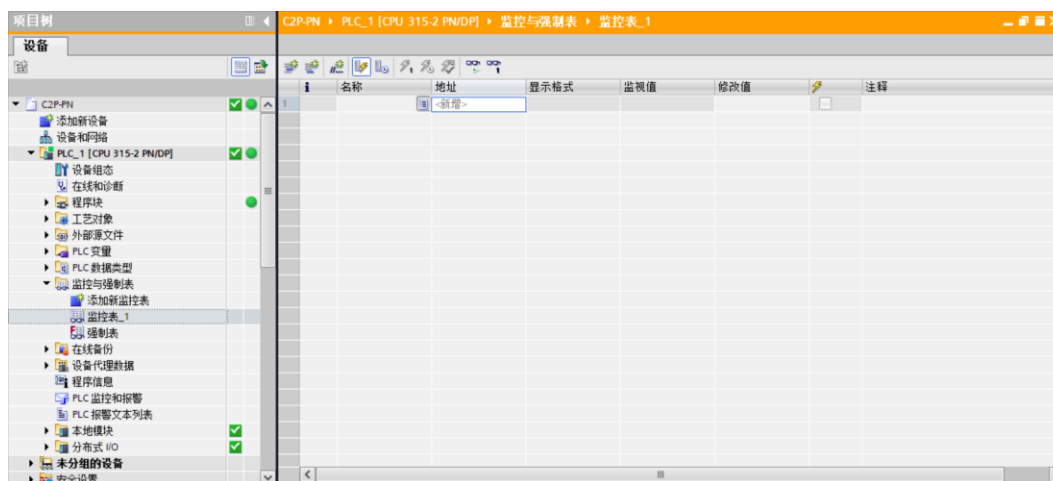 项目树
C2P-PN ▸ PLC_1 [CPU 315-2 PN/DP] ▸ 监控与强制表 ▸ 监控表_1
设备
i 名称 地址 显示格式 监视值 修改值 注释
1 <新增>
C2P-PN
添加新设备
设备和网络
PLC_1 [CPU 315-2 PN/DP]
设备组态
在线和诊断
程序块
工艺对象
外部源文件
PLC 变量
PLC 数据类型
监控与强制表
添加新监控表
监控表_1
强制表
在线备份
设备代理数据
程序信息
PLC 监控和报警
PLC 报警文本列表
本地模块
分布式 I/O
未分组的设备
安全设置